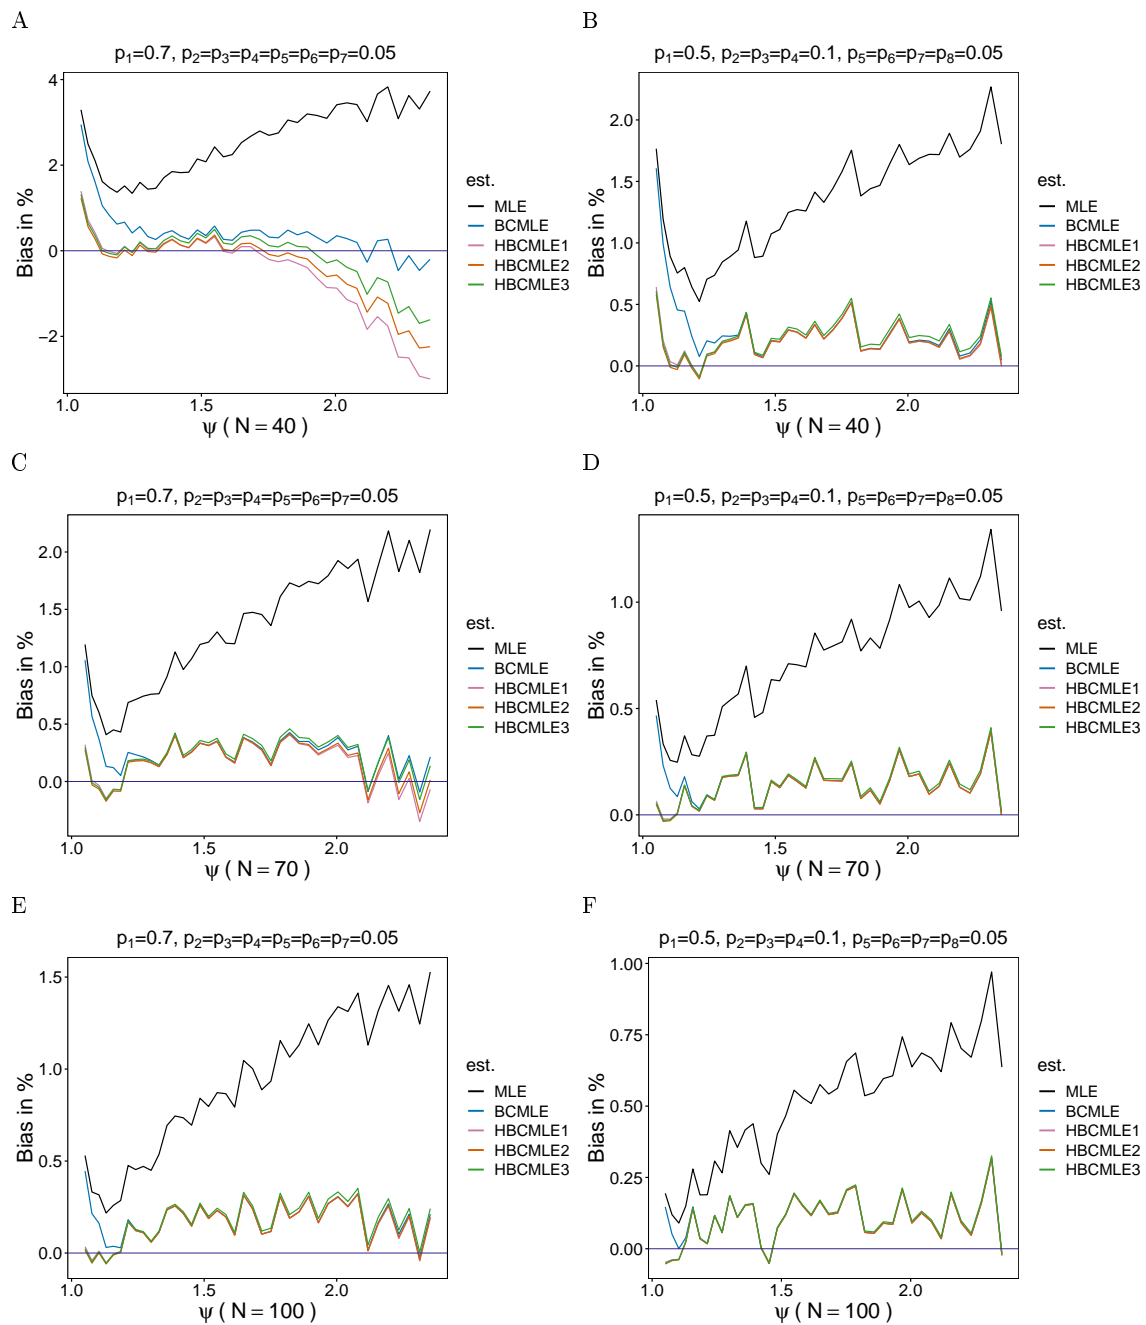 A
p₁=0.7, p₂=p₃=p₄=p₅=p₆=p₇=0.05
4
2
0
−2
Bias in %
1.0 1.5 2.0
ψ ( N = 40 )
est.
MLE
BCMLE
HBCMLE1
HBCMLE2
HBCMLE3
B
p₁=0.5, p₂=p₃=p₄=0.1, p₅=p₆=p₇=p₈=0.05
2.0
1.5
1.0
0.5
0.0
Bias in %
1.0 1.5 2.0
ψ ( N = 40 )
est.
MLE
BCMLE
HBCMLE1
HBCMLE2
HBCMLE3
C
p₁=0.7, p₂=p₃=p₄=p₅=p₆=p₇=0.05
2.0
1.5
1.0
0.5
0.0
Bias in %
1.0 1.5 2.0
ψ ( N = 70 )
est.
MLE
BCMLE
HBCMLE1
HBCMLE2
HBCMLE3
D
p₁=0.5, p₂=p₃=p₄=0.1, p₅=p₆=p₇=p₈=0.05
1.0
0.5
0.0
Bias in %
1.0 1.5 2.0
ψ ( N = 70 )
est.
MLE
BCMLE
HBCMLE1
HBCMLE2
HBCMLE3
E
p₁=0.7, p₂=p₃=p₄=p₅=p₆=p₇=0.05
1.5
1.0
0.5
0.0
Bias in %
1.0 1.5 2.0
ψ ( N = 100 )
est.
MLE
BCMLE
HBCMLE1
HBCMLE2
HBCMLE3
F
p₁=0.5, p₂=p₃=p₄=0.1, p₅=p₆=p₇=p₈=0.05
1.00
0.75
0.50
0.25
0.00
Bias in %
1.0 1.5 2.0
ψ ( N = 100 )
est.
MLE
BCMLE
HBCMLE1
HBCMLE2
HBCMLE3